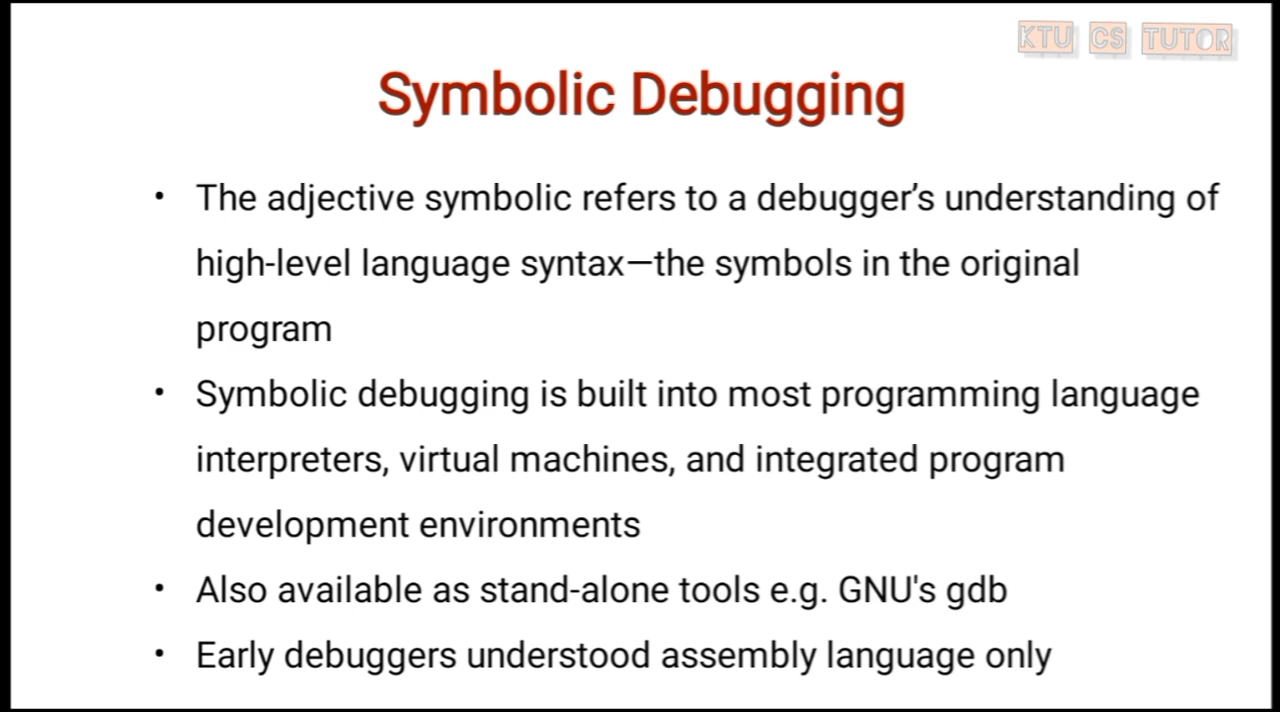 KTU CS TUTOR
Symbolic Debugging
• The adjective symbolic refers to a debugger’s understanding of
high-level language syntax—the symbols in the original
program
• Symbolic debugging is built into most programming language
interpreters, virtual machines, and integrated program
development environments
• Also available as stand-alone tools e.g. GNU's gdb
• Early debuggers understood assembly language only